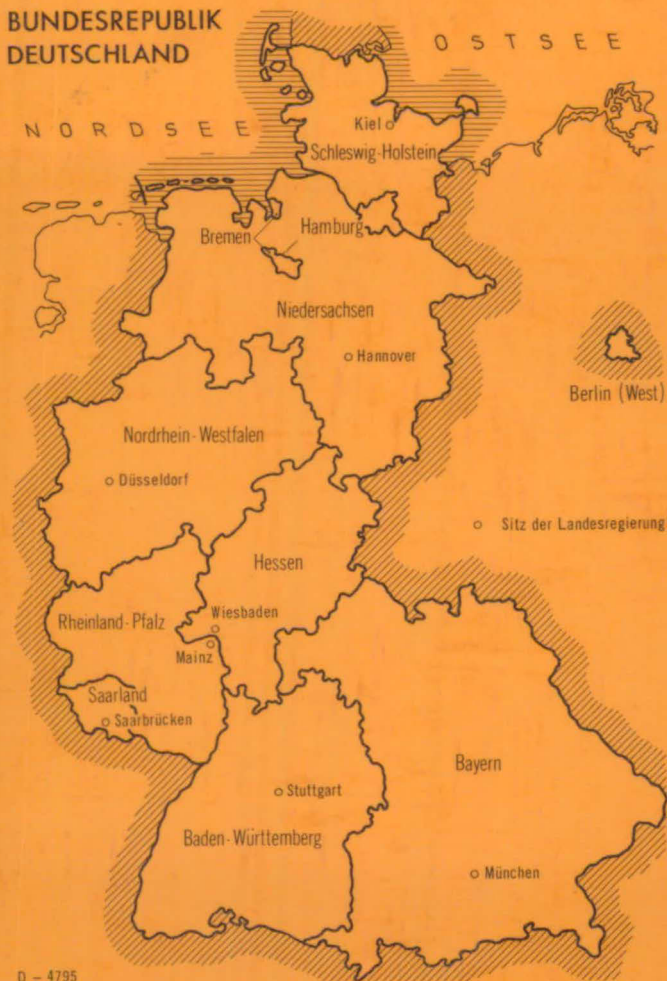 BUNDESREPUBLIK
DEUTSCHLAND
OSTSEE
NORDSEE
Kiel
Schleswig-Holstein
Bremen
Hamburg
Niedersachsen
Hannover
Berlin (West)
Nordrhein-Westfalen
Düsseldorf
Sitz der Landesregierung
Hessen
Rheinland-Pfalz
Wiesbaden
Mainz
Saarland
Saarbrücken
Bayern
Stuttgart
Baden-Württemberg
München
D - 4795